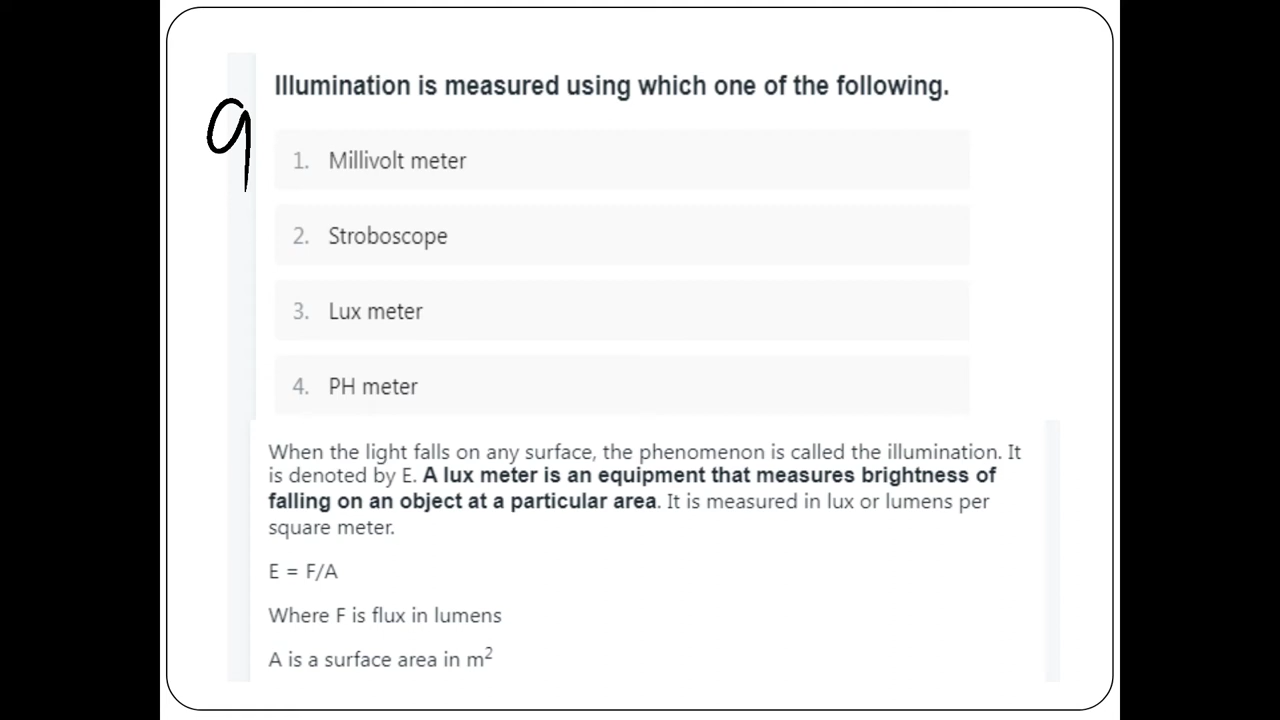 9
Illumination is measured using which one of the following.
1. Millivolt meter
2. Stroboscope
3. Lux meter
4. PH meter
When the light falls on any surface, the phenomenon is called the illumination. It
is denoted by E. A lux meter is an equipment that measures brightness of
falling on an object at a particular area. It is measured in lux or lumens per
square meter.
E = F/A
Where F is flux in lumens
A is a surface area in m²